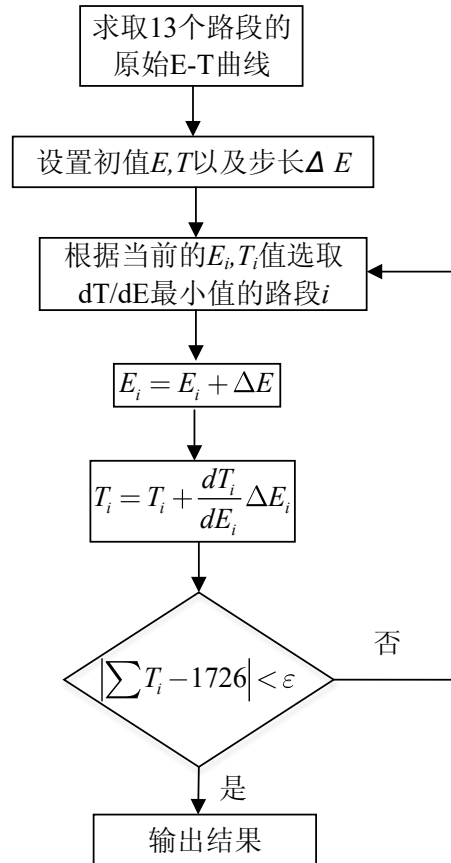 求取13个路段的
原始E-T曲线
设置初值E,T以及步长Δ E
根据当前的Eᵢ,Tᵢ值选取
dT/dE最小值的路段i
Eᵢ = Eᵢ + ΔE
Tᵢ = Tᵢ + dTᵢ/dEᵢ ΔEᵢ
|∑Tᵢ −1726| < ε
否
是
输出结果